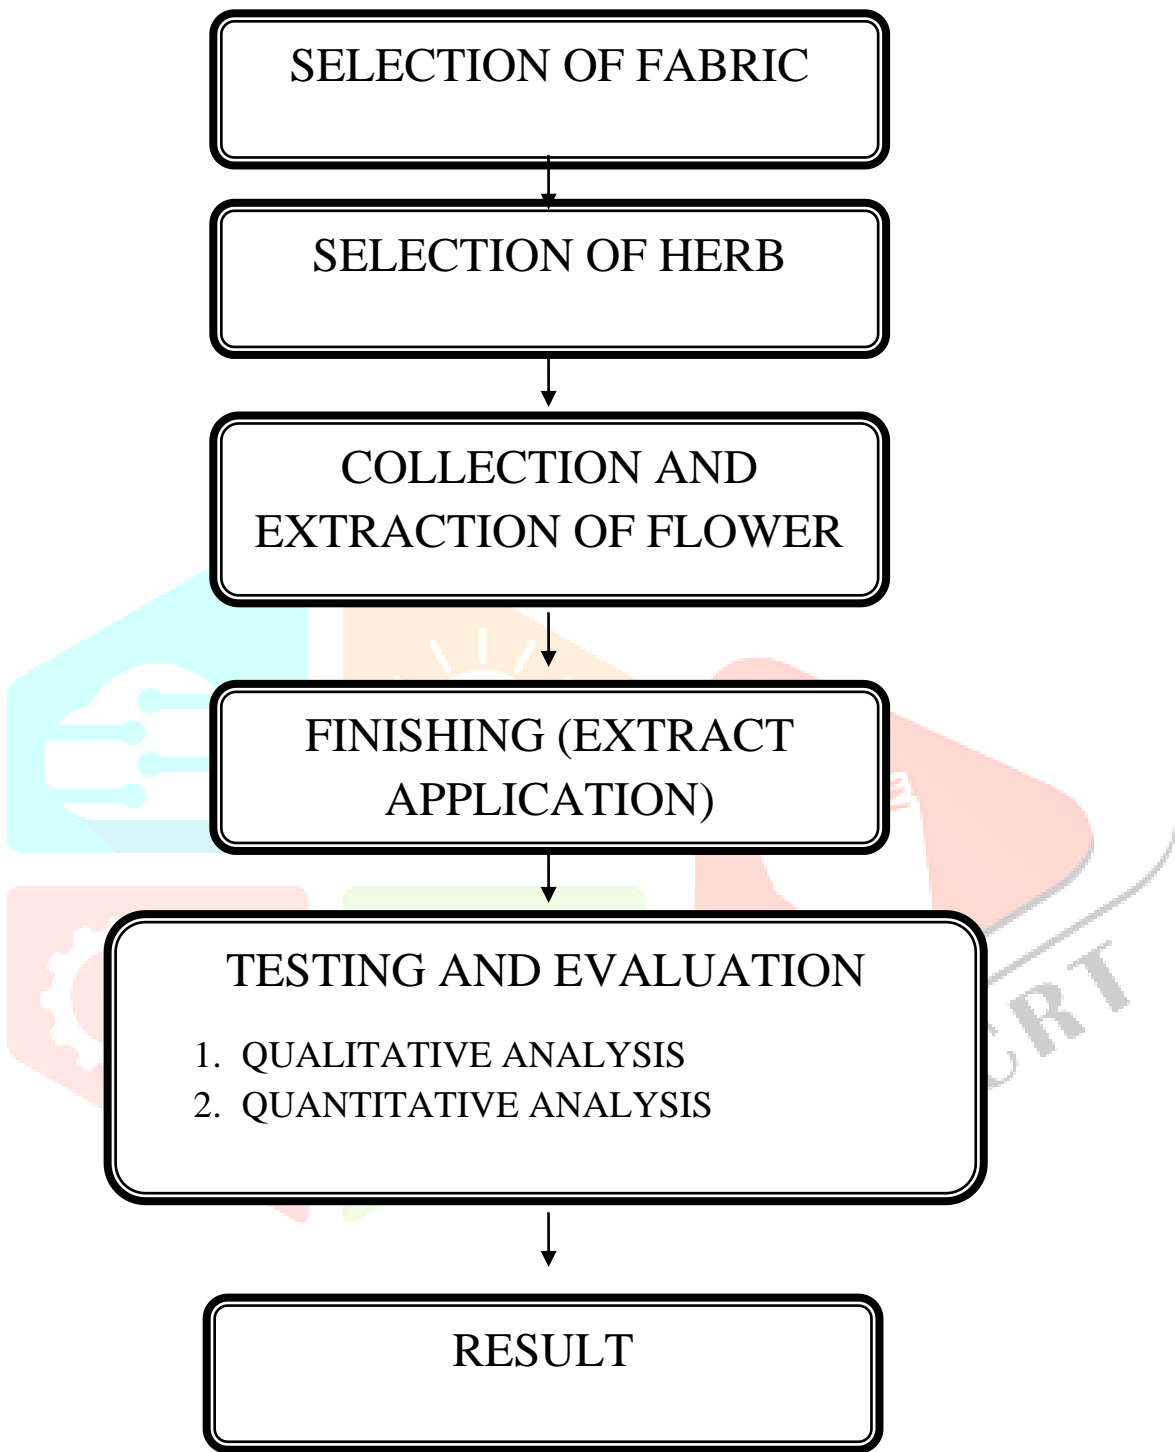 SELECTION OF FABRIC
SELECTION OF HERB
COLLECTION AND
EXTRACTION OF FLOWER
FINISHING (EXTRACT
APPLICATION)
TESTING AND EVALUATION
1. QUALITATIVE ANALYSIS
2. QUANTITATIVE ANALYSIS
RESULT